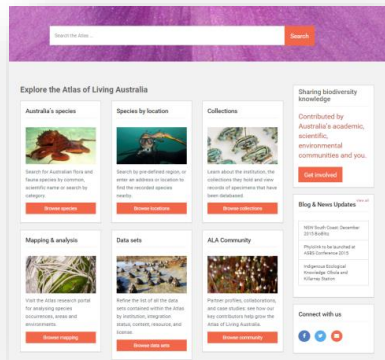 Search the Atlas ...
Search
Explore the Atlas of Living Australia
Australia's species
Search for Australian flora and
fauna species by common,
scientific name or search by
category.
Browse species
Species by location
Search by pre-defined region, or
enter an address or location to
find the recorded species
nearby.
Browse locations
Collections
Learn about the institution, the
collections they hold and view
records of specimens that have
been databased.
Browse collections
Mapping & analysis
Visit the Atlas research portal
for analysing species
occurrences, areas and
environments.
Browse mapping
Data sets
Refine the list of all the data
sets contained within the Atlas
by institution, integration
status, content, resource, and
license.
Browse data sets
ALA Community
Partner profiles, collaborations,
and case studies; see how our
key contributors help grow the
Atlas of Living Australia.
Browse community
Sharing biodiversity
knowledge
Contributed by
Australia's academic,
scientific,
environmental
communities and you.
Get involved
Blog & News Updates
View all
NSW South Coast, December
2015 BioBlitz
PhyloLink to be launched at
ASBS Conference 2015
Indigenous Ecological
Knowledge: Olkola and
Killarney Station
Connect with us